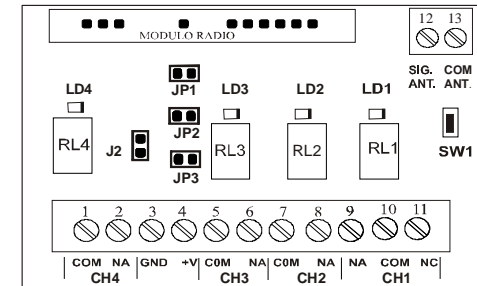 MODULO RADIO
12 13
SIG. COM
ANT. ANT.
LD4 JP1 LD3 LD2 LD1
RL4 J2 JP2 RL3 RL2 RL1 SW1
JP3
1 2 3 4 5 6 7 8 9 10 11
COM NA GND +V C0M NA C0M NA NA COM NC
CH4 CH3 CH2 CH1